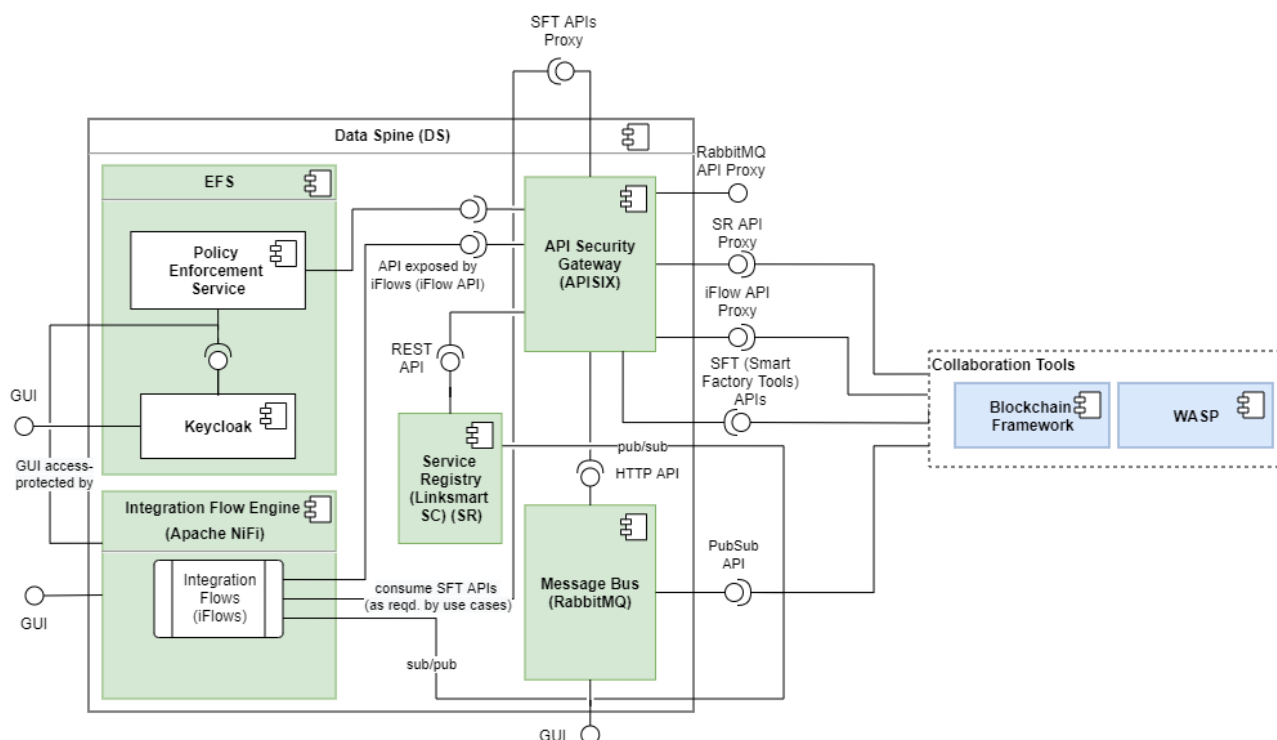 SFT APIs
Proxy
Data Spine (DS)
EFS
RabbitMQ
API Proxy
Policy
Enforcement
Service
API exposed by
iFlows (iFlow API)
API Security
Gateway
(APISIX)
SR API
Proxy
iFlow API
Proxy
REST
API
SFT (Smart
Factory Tools)
APIs
Collaboration Tools
Blockchain
Framework
WASP
GUI
Keycloak
GUI access-
protected by
Service
Registry
(Linksmart
SC) (SR)
pub/sub
HTTP API
Integration Flow Engine
(Apache NiFi)
Integration
Flows
(iFlows)
consume SFT APIs
(as reqd. by use cases)
Message Bus
(RabbitMQ)
PubSub
API
GUI
sub/pub
GUI